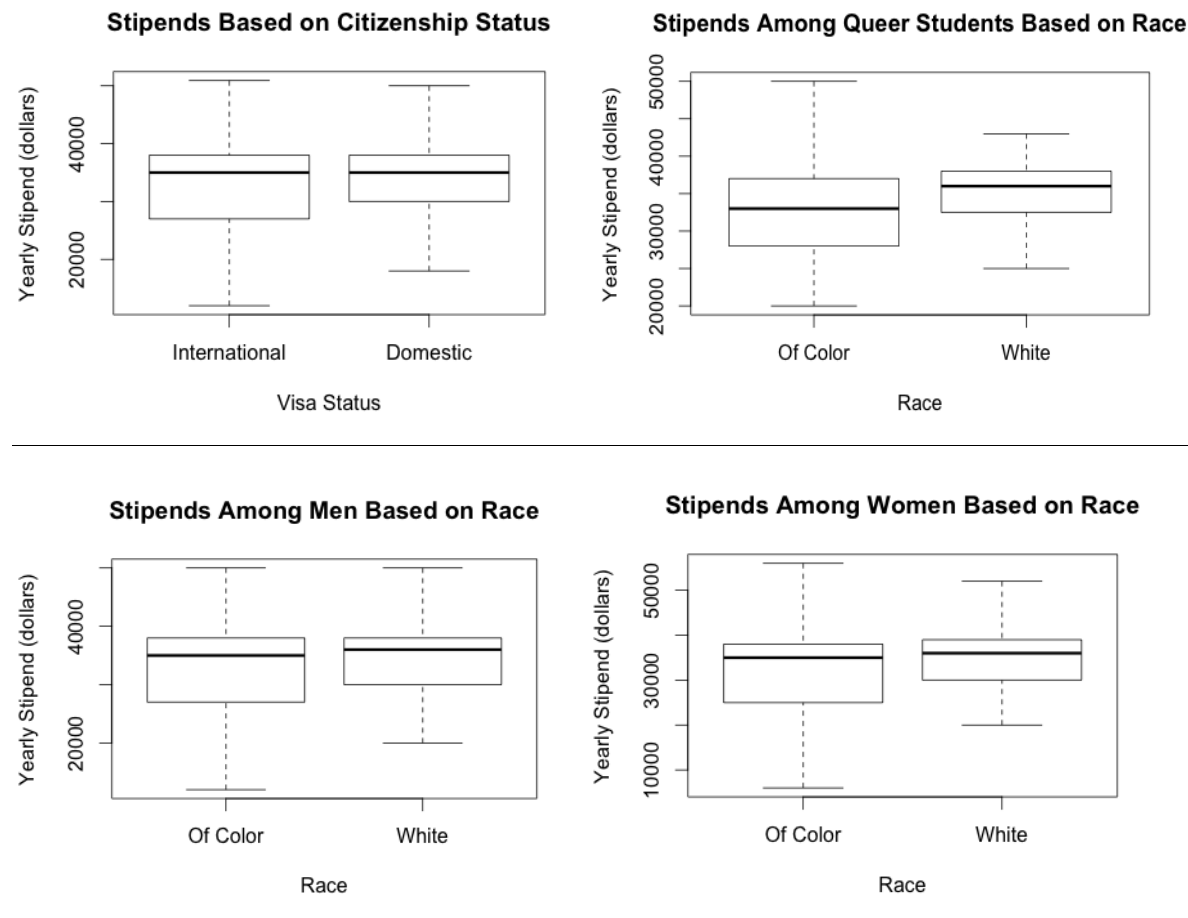 Stipends Based on Citizenship Status
Yearly Stipend (dollars)
40000
20000
International Domestic
Visa Status
Stipends Among Queer Students Based on Race
Yearly Stipend (dollars)
50000
40000
30000
20000
Of Color White
Race
Stipends Among Men Based on Race
Yearly Stipend (dollars)
40000
20000
Of Color White
Race
Stipends Among Women Based on Race
Yearly Stipend (dollars)
50000
30000
10000
Of Color White
Race